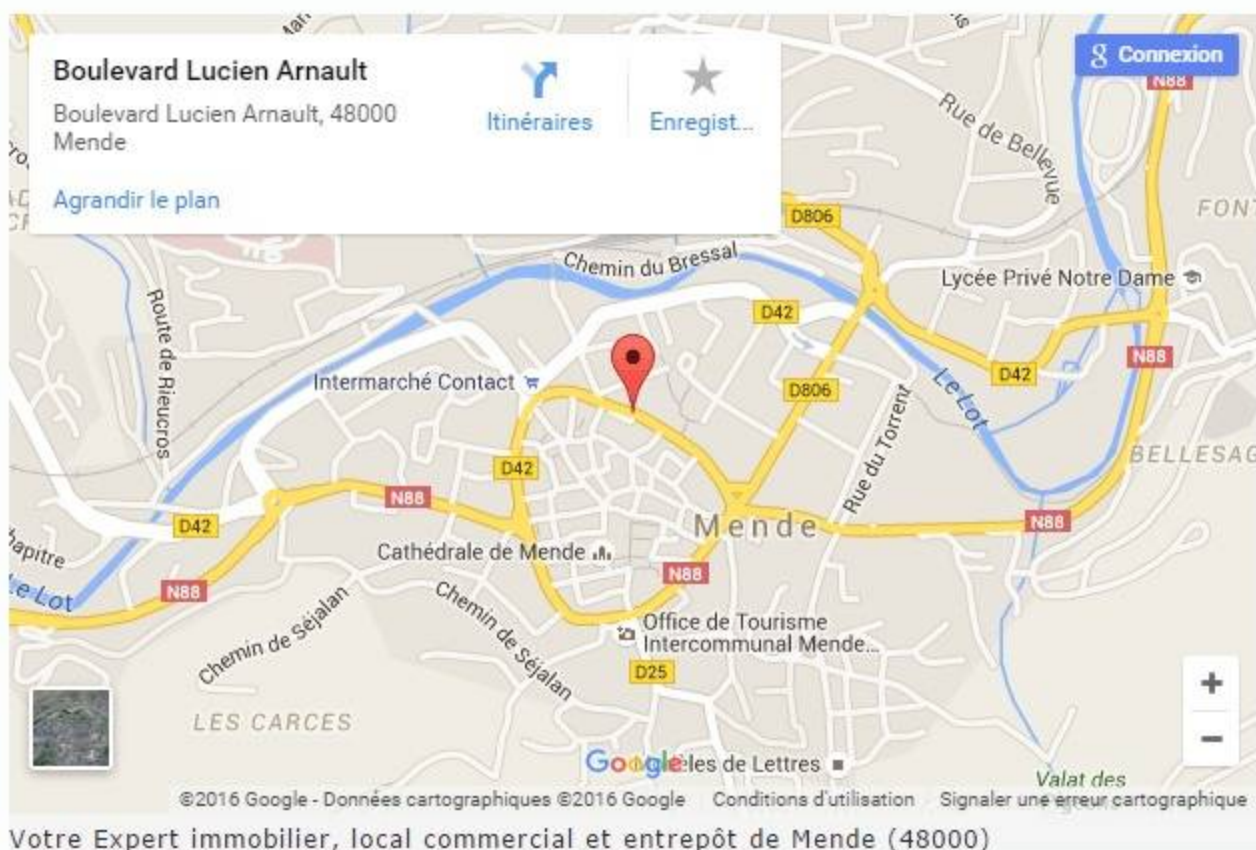 Boulevard Lucien Arnault
Boulevard Lucien Arnault, 48000
Mende
Itinéraires
Enregist...
Agrandir le plan
Connexion
N88
Rue de Bellevue
D806
Chemin du Bressal
Lycée Privé Notre Dame
D42
Route de Rieucros
Intermarché Contact
D806
D42
N88
Le Lot
Rue du Torrent
BELLESAG
D42
N88
D42
Mende
N88
Cathédrale de Mende
N88
N88
Le Lot
Chemin de Séjalan
Chemin de Séjalan
Office de Tourisme
Intercommunal Mende...
D25
LES CARCES
Google
les de Lettres
Valat des
©2016 Google - Données cartographiques ©2016 Google
Conditions d'utilisation
Signaler une erreur cartographique
Votre Expert immobilier, local commercial et entrepôt de Mende (48000)